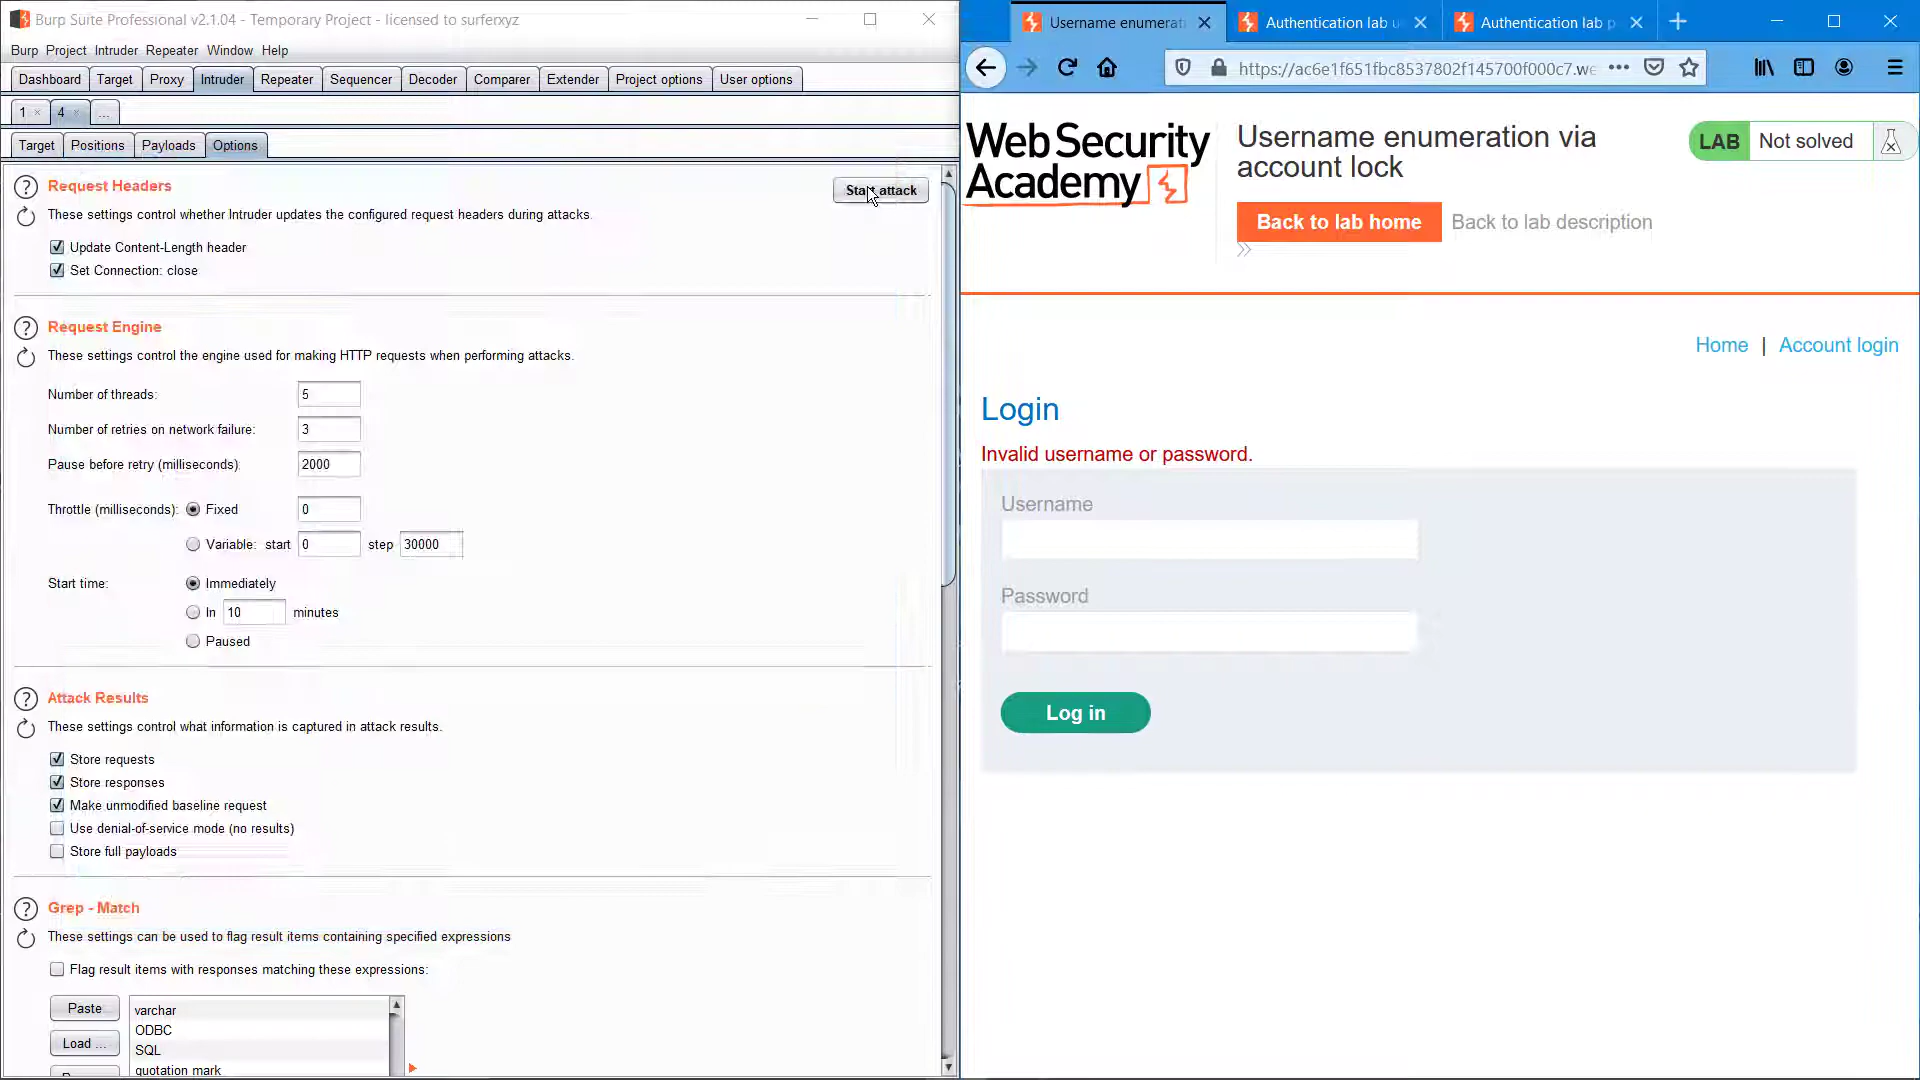 Burp Suite Professional v2.1.04 - Temporary Project - licensed to surferxyz
Burp Project Intruder Repeater Window Help
Dashboard Target Proxy Intruder Repeater Sequencer Decoder Comparer Extender Project options User options
1 × 4 × ...
Target Positions Payloads Options
? Request Headers
Start attack
These settings control whether Intruder updates the configured request headers during attacks.
Update Content-Length header
Set Connection: close
? Request Engine
These settings control the engine used for making HTTP requests when performing attacks.
Number of threads: 5
Number of retries on network failure: 3
Pause before retry (milliseconds): 2000
Throttle (milliseconds): Fixed 0
Variable: start 0 step 30000
Start time: Immediately
In 10 minutes
Paused
? Attack Results
These settings control what information is captured in attack results.
Store requests
Store responses
Make unmodified baseline request
Use denial-of-service mode (no results)
Store full payloads
? Grep - Match
These settings can be used to flag result items containing specified expressions
Flag result items with responses matching these expressions:
Paste
Load ...
varchar
ODBC
SQL
quotation mark
Username enumerat
Authentication lab u
Authentication lab p
https://ac6e1f651fbc8537802f145700f000c7.we
Web Security
Academy
Username enumeration via
account lock
LAB Not solved
Back to lab home Back to lab description
Home | Account login
Login
Invalid username or password.
Username
Password
Log in